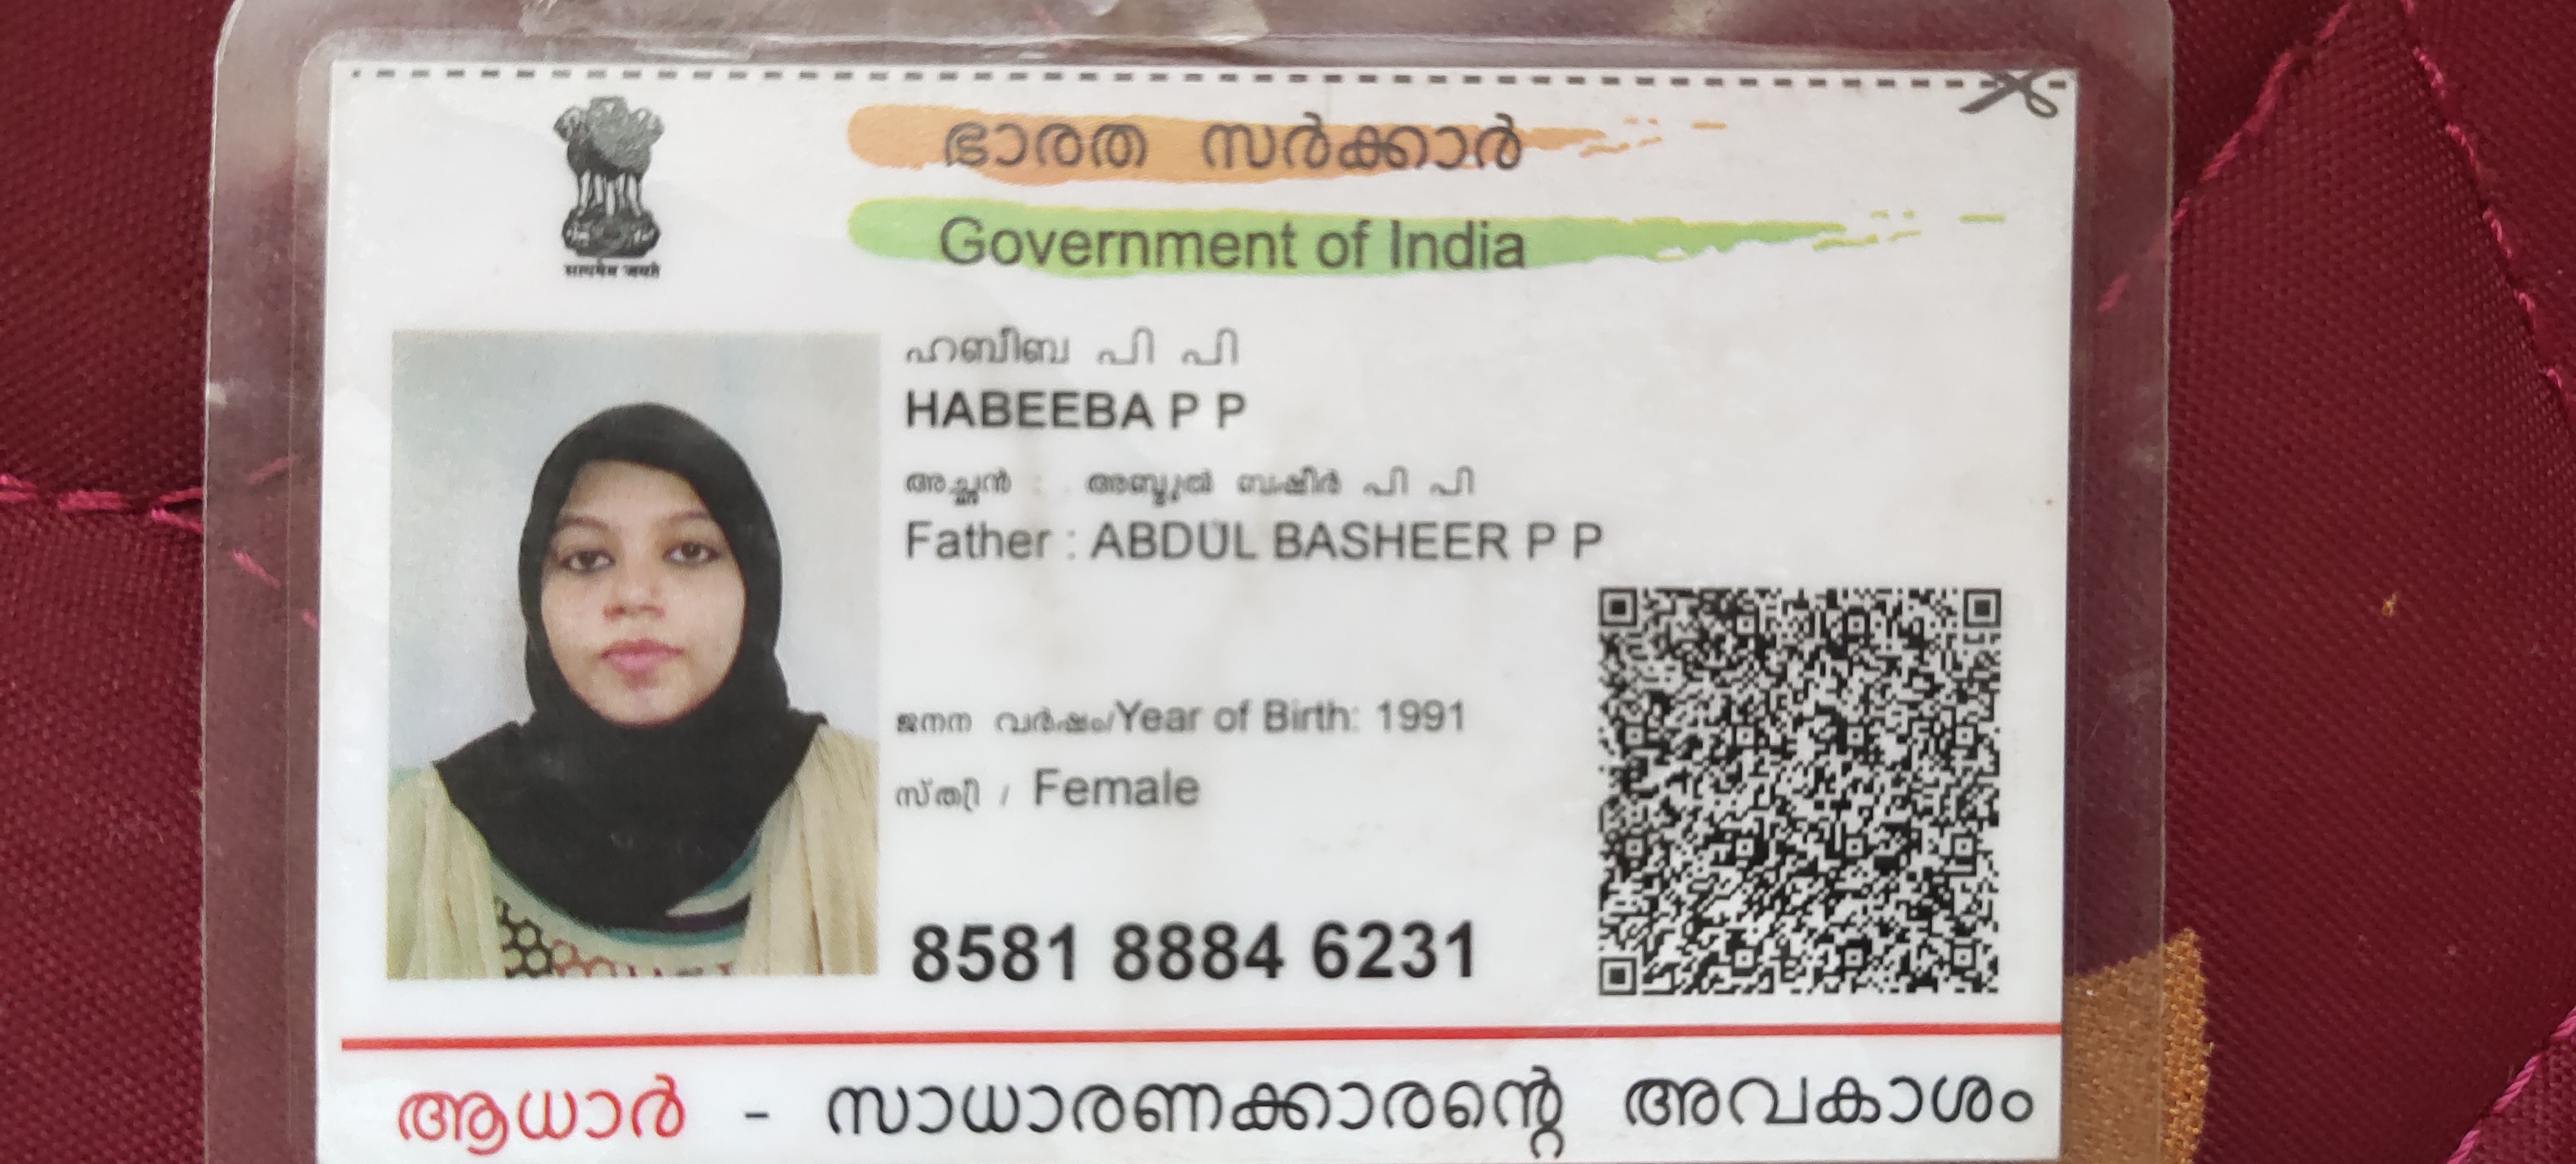 ഭാരത സർക്കാർ
Government of India
सत्यमेव जयते
ഹബീബ പി പി
HABEEBA P P
അച്ഛൻ : അബ്ദുൽ ബഷീർ പി പി
Father : ABDUL BASHEER P P
ജനന വർഷം/Year of Birth: 1991
സ്ത്രീ / Female
8581 8884 6231
ആധാർ - സാധാരണക്കാരന്റെ അവകാശം